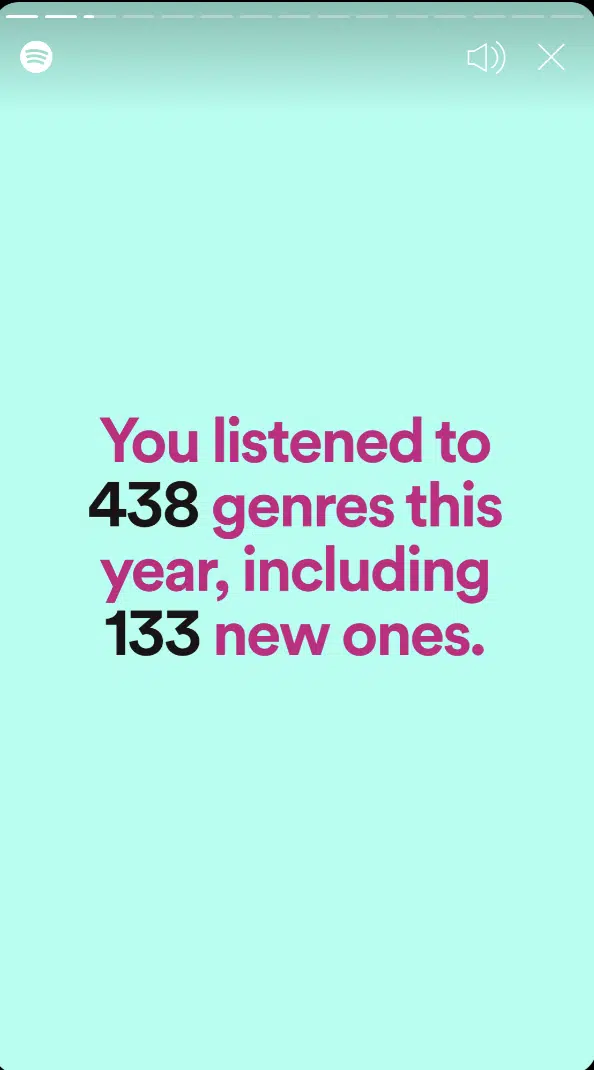 You listened to
438 genres this
year, including
133 new ones.